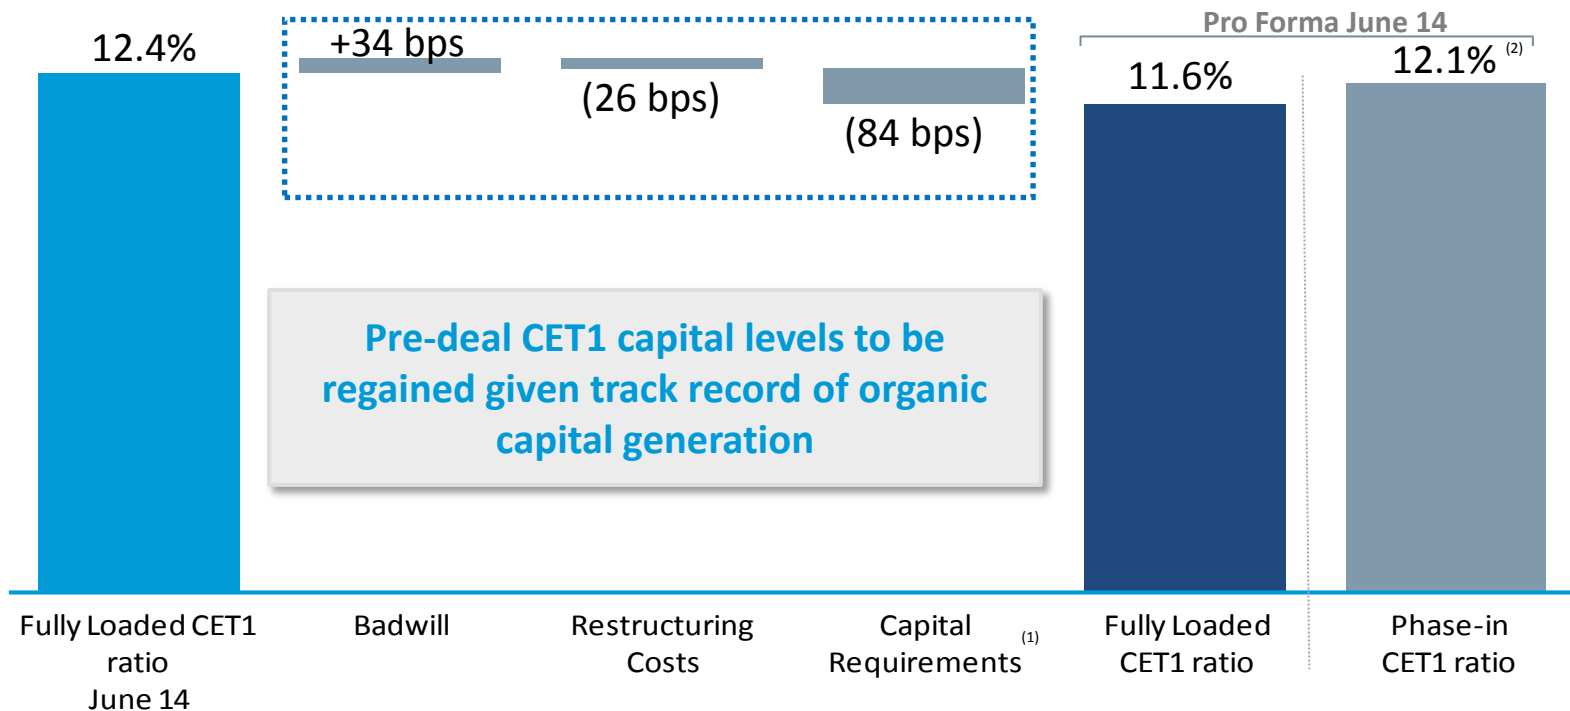 Pro Forma June 14
12.4%
+34 bps
(26 bps)
(84 bps)
11.6%
12.1% (2)
Pre-deal CET1 capital levels to be
regained given track record of organic
capital generation
Fully Loaded CET1
ratio
June 14
Badwill
Restructuring
Costs
Capital
Requirements (1)
Fully Loaded
CET1 ratio
Phase-in
CET1 ratio